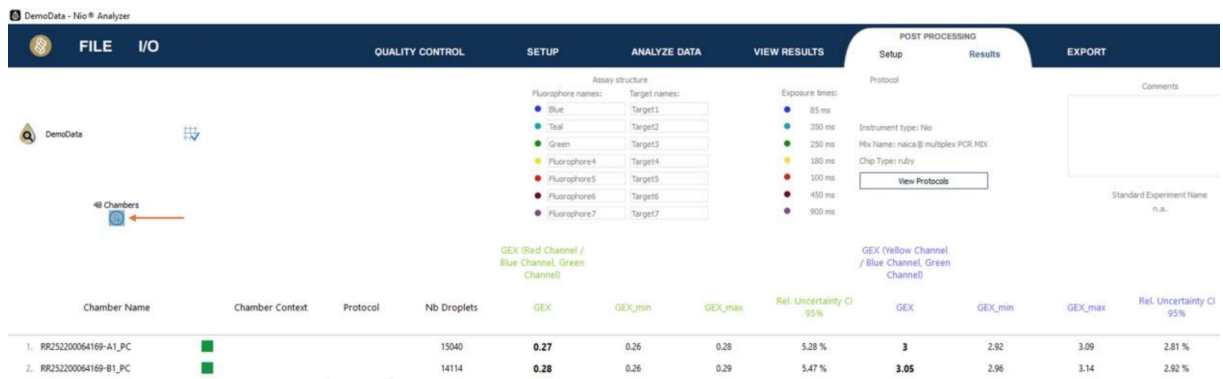 DemoData - Nio® Analyzer
FILE I/O QUALITY CONTROL SETUP ANALYZE DATA VIEW RESULTS POST PROCESSING EXPORT
Setup Results
Assay structure Protocol Comments
Fluorophore names: Target names: Exposure times:
Blue Target1 85 ms
Teal Target2 350 ms Instrument type: Nio
DemoData
Green Target3 250 ms Mix Name: naica® multiplex PCR MIX
Fluorophore4 Target4 180 ms Chip Type: ruby
Fluorophore5 Target5 100 ms View Protocols
Fluorophore6 Target6 450 ms Standard Experiment Name
48 Chambers
Fluorophore7 Target7 900 ms n.a.
GEX (Red Channel / GEX (Yellow Channel
Blue Channel, Green / Blue Channel, Green
Channel) Channel)
Chamber Name Chamber Context Protocol Nb Droplets GEX GEX_min GEX_max Rel. Uncertainty CI 95% GEX GEX_min GEX_max Rel. Uncertainty CI 95%
1. RR252200064169-A1_PC 15040 0.27 0.26 0.28 5.28 % 3 2.92 3.09 2.81 %
2. RR252200064169-B1_PC 14114 0.28 0.26 0.29 5.47 % 3.05 2.96 3.14 2.92 %